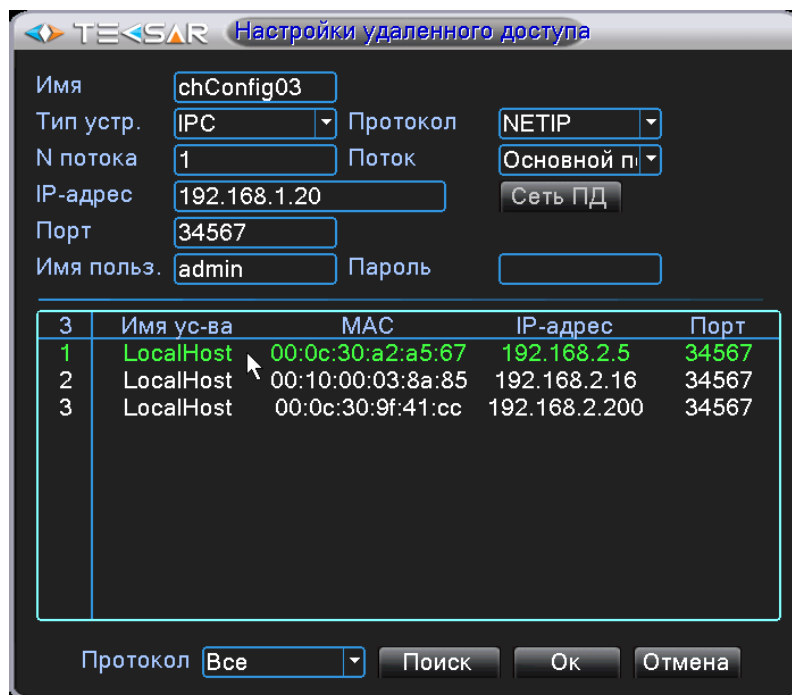 TEKSAR Настройки удаленного доступа
Имя chConfig03
Тип устр. IPC Протокол NETIP
N потока 1 Поток Основной п
IP-адрес 192.168.1.20 Сеть ПД
Порт 34567
Имя польз. admin Пароль
3 Имя ус-ва MAC IP-адрес Порт
1 LocalHost 00:0c:30:a2:a5:67 192.168.2.5 34567
2 LocalHost 00:10:00:03:8a:85 192.168.2.16 34567
3 LocalHost 00:0c:30:9f:41:cc 192.168.2.200 34567
Протокол Все Поиск Ок Отмена